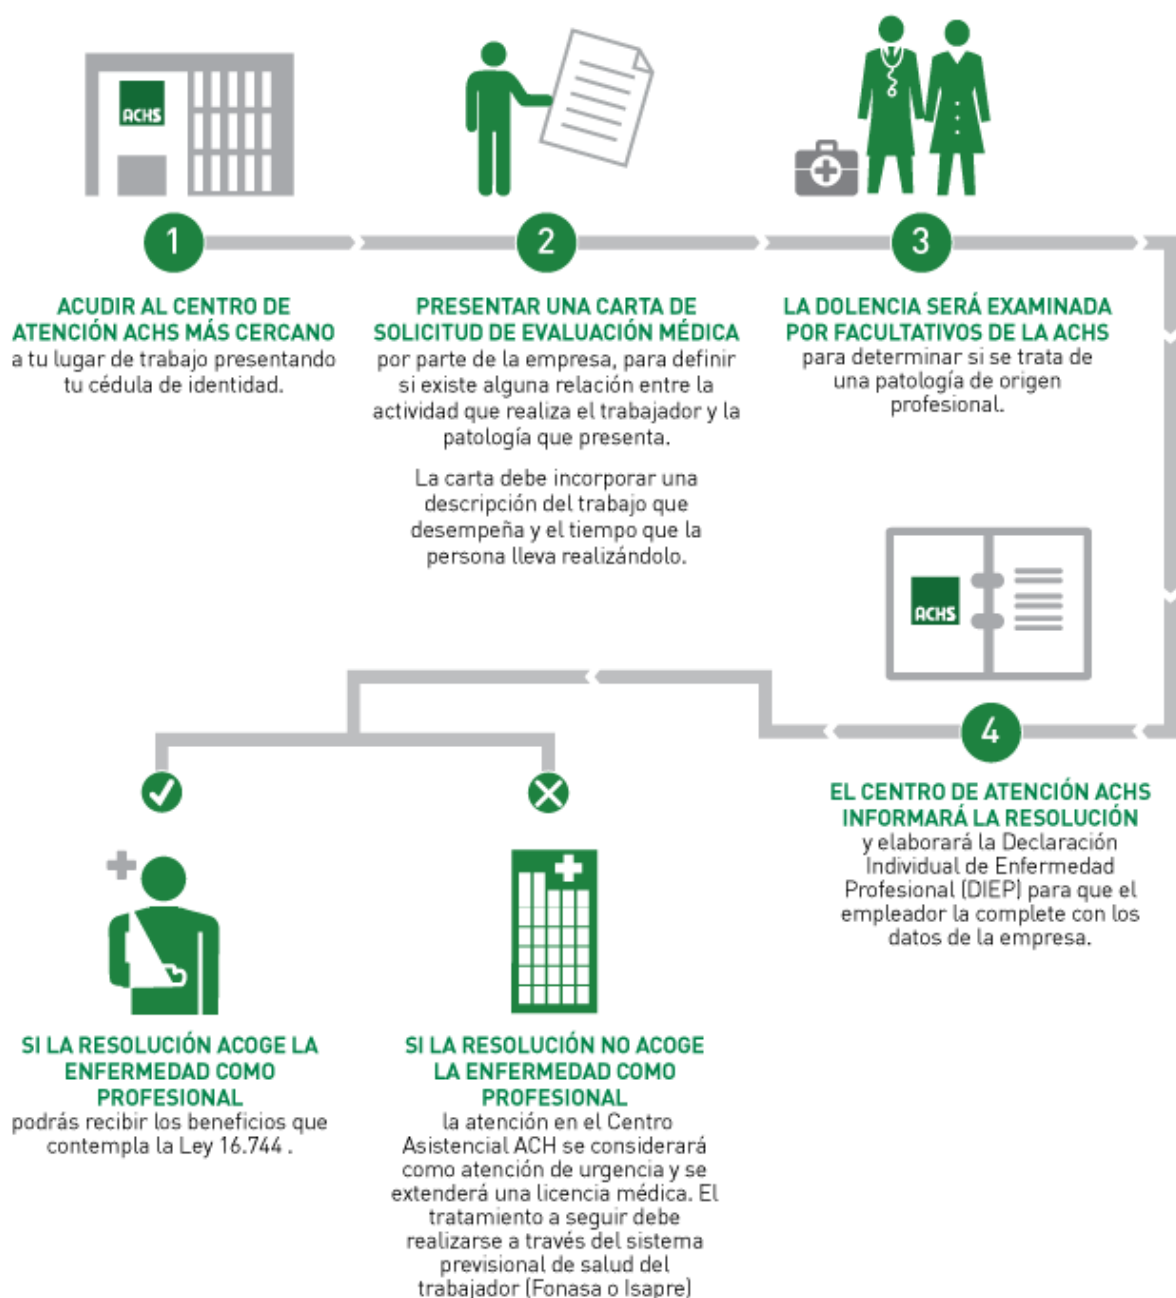 ACHS
1
ACUDIR AL CENTRO DE
ATENCIÓN ACHS MÁS CERCANO
a tu lugar de trabajo presentando
tu cédula de identidad.
2
PRESENTAR UNA CARTA DE
SOLICITUD DE EVALUACIÓN MÉDICA
por parte de la empresa, para definir
si existe alguna relación entre la
actividad que realiza el trabajador y la
patología que presenta.
La carta debe incorporar una
descripción del trabajo que
desempeña y el tiempo que la
persona lleva realizándolo.
3
LA DOLENCIA SERÁ EXAMINADA
POR FACULTATIVOS DE LA ACHS
para determinar si se trata de
una patología de origen
profesional.
ACHS
4
EL CENTRO DE ATENCIÓN ACHS
INFORMARÁ LA RESOLUCIÓN
y elaborará la Declaración
Individual de Enfermedad
Profesional (DIEP) para que el
empleador la complete con los
datos de la empresa.
SI LA RESOLUCIÓN ACOGE LA
ENFERMEDAD COMO
PROFESIONAL
podrás recibir los beneficios que
contempla la Ley 16.744 .
SI LA RESOLUCIÓN NO ACOGE
LA ENFERMEDAD COMO
PROFESIONAL
la atención en el Centro
Asistencial ACH se considerará
como atención de urgencia y se
extenderá una licencia médica. El
tratamiento a seguir debe
realizarse a través del sistema
previsional de salud del
trabajador (Fonasa o Isapre)